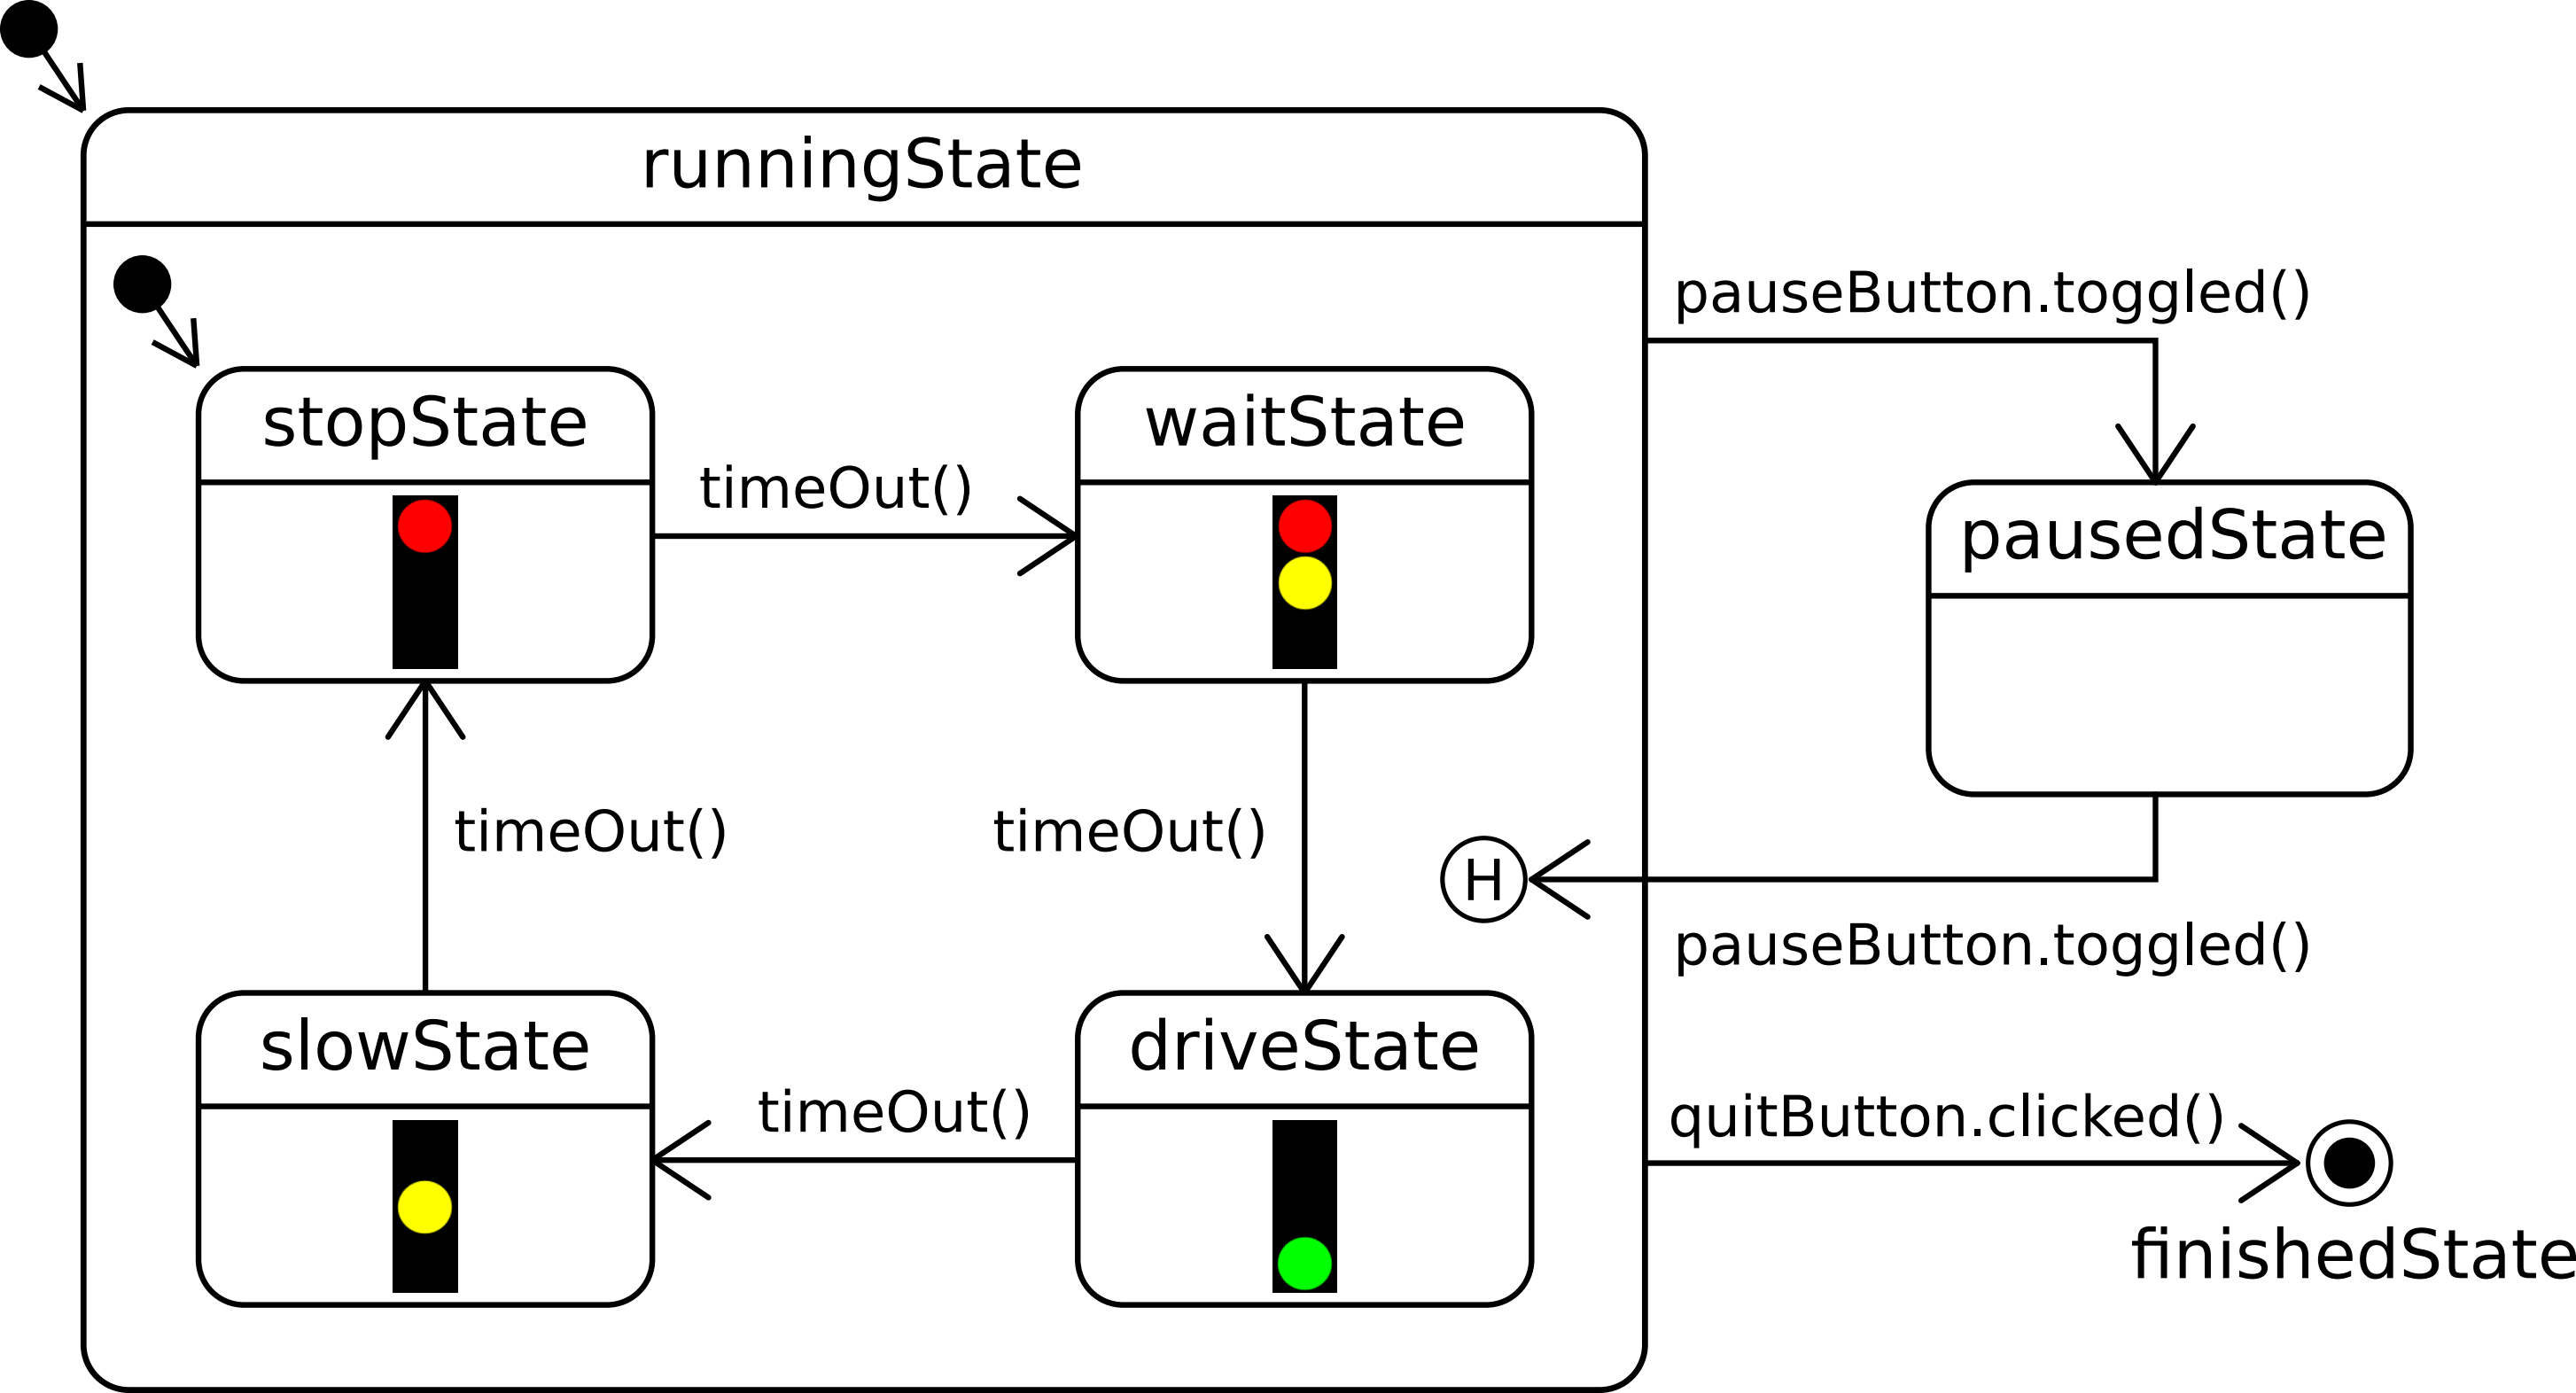 runningState
pauseButton.toggled()
stopState
waitState
timeOut()
pausedState
timeOut()
timeOut()
H
pauseButton.toggled()
slowState
driveState
timeOut()
quitButton.clicked()
finishedState